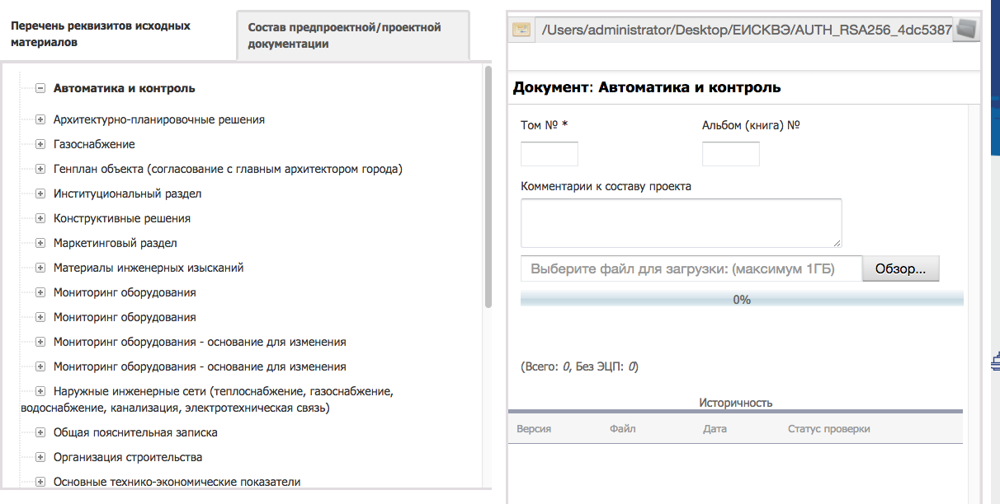 Перечень реквизитов исходных
материалов
Состав предпроектной/проектной
документации
Автоматика и контроль
Архитектурно-планировочные решения
Газоснабжение
Генплан объекта (согласование с главным архитектором города)
Институциональный раздел
Конструктивные решения
Маркетинговый раздел
Материалы инженерных изысканий
Мониторинг оборудования
Мониторинг оборудования
Мониторинг оборудования - основание для изменения
Мониторинг оборудования - основание для изменения
Наружные инженерные сети (теплоснабжение, газоснабжение,
водоснабжение, канализация, электротехническая связь)
Общая пояснительная записка
Организация строительства
Основные технико-экономические показатели
/Users/administrator/Desktop/ЕИСКВЭ/AUTH_RSA256_4dc5387
Документ: Автоматика и контроль
Том № * Альбом (книга) №
Комментарии к составу проекта
Выберите файл для загрузки: (максимум 1ГБ) Обзор...
0%
(Всего: 0, Без ЭЦП: 0)
Историчность
Версия Файл Дата Статус проверки